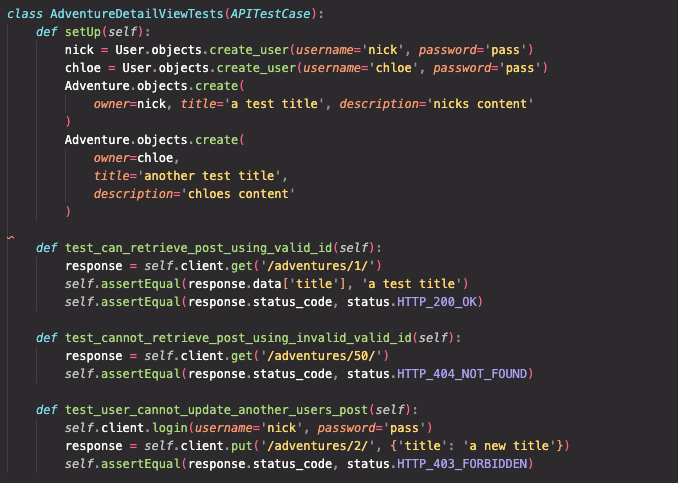 class AdventureDetailViewTests(APITestCase):
    def setUp(self):
        nick = User.objects.create_user(username='nick', password='pass')
        chloe = User.objects.create_user(username='chloe', password='pass')
        Adventure.objects.create(
            owner=nick, title='a test title', description='nicks content'
        )
        Adventure.objects.create(
            owner=chloe,
            title='another test title',
            description='chloes content'
        )
    def test_can_retrieve_post_using_valid_id(self):
        response = self.client.get('/adventures/1/')
        self.assertEqual(response.data['title'], 'a test title')
        self.assertEqual(response.status_code, status.HTTP_200_OK)
    def test_cannot_retrieve_post_using_invalid_valid_id(self):
        response = self.client.get('/adventures/50/')
        self.assertEqual(response.status_code, status.HTTP_404_NOT_FOUND)
    def test_user_cannot_update_another_users_post(self):
        self.client.login(username='nick', password='pass')
        response = self.client.put('/adventures/2/', {'title': 'a new title'})
        self.assertEqual(response.status_code, status.HTTP_403_FORBIDDEN)